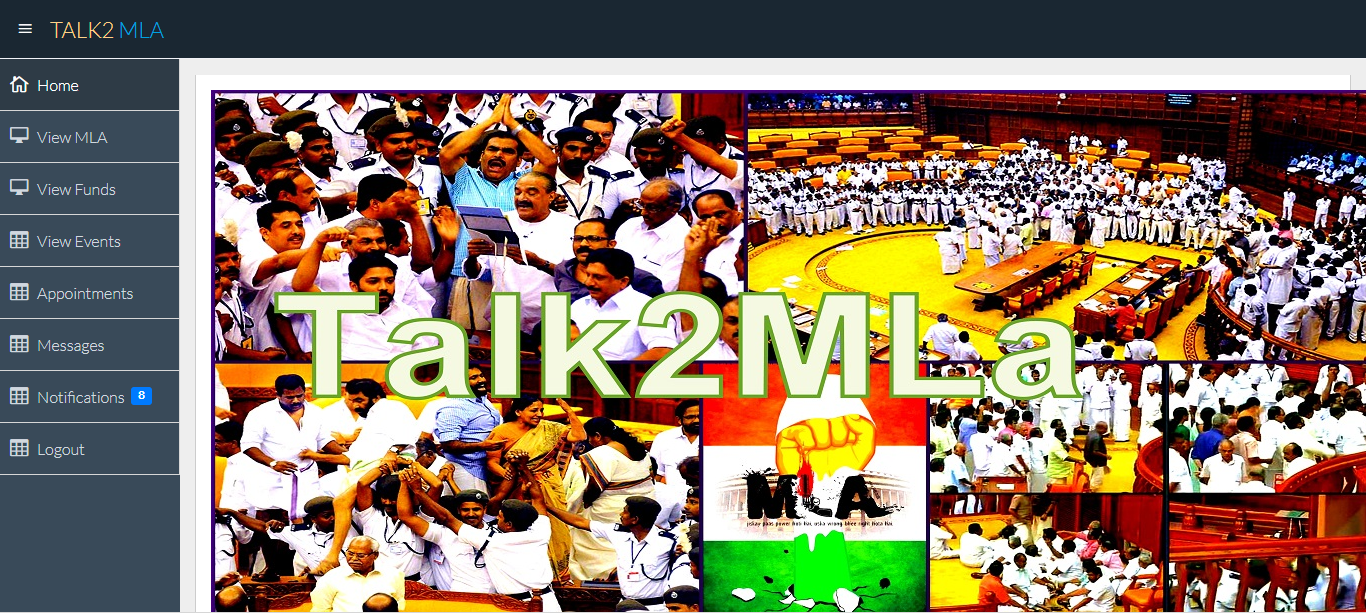 TALK2 MLA
Home
View MLA
View Funds
View Events
Appointments
Messages
Notifications 8
Logout
Talk2MLa
MLA